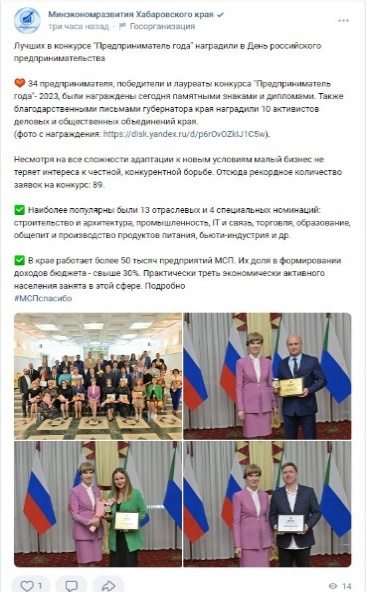 Минэкономразвития Хабаровского края
три часа назад · Госорганизация
Лучших в конкурсе "Предприниматель года" наградили в День российского
предпринимательства
34 предпринимателя, победители и лауреаты конкурса "Предприниматель
года"- 2023, были награждены сегодня памятными знаками и дипломами. Также
благодарственными письмами губернатора края наградили 10 активистов
деловых и общественных объединений края.
(фото с награждения: https://disk.yandex.ru/d/p6rOvOZkIJ1C5w).
Несмотря на все сложности адаптации к новым условиям малый бизнес не
теряет интереса к честной, конкурентной борьбе. Отсюда рекордное количество
заявок на конкурс: 89.
✅ Наиболее популярны были 13 отраслевых и 4 специальных номинаций:
строительство и архитектура, промышленность, IT и связь, торговля, образование,
общепит и производство продуктов питания, бьюти-индустрия и др.
✅ В крае работает более 50 тысяч предприятий МСП. Их доля в формировании
доходов бюджета - свыше 30%. Практически треть экономически активного
населения занята в этой сфере. Подробно
#МСПспасибо
1
14